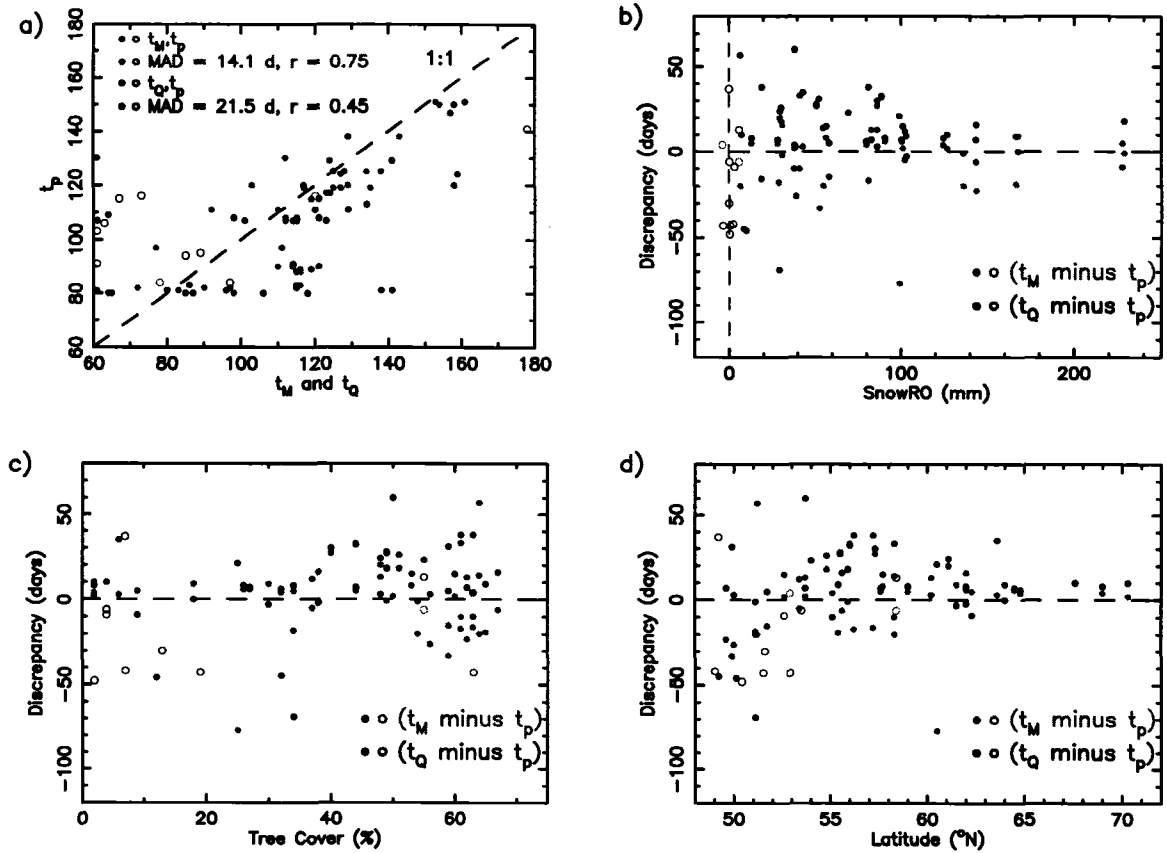 a)
t_M, t_p
MAD = 14.1 d, r = 0.75
t_Q, t_p
MAD = 21.5 d, r = 0.45
1:1
180
160
140
120
100
80
60
t_p
60 80 100 120 140 160 180
t_M and t_Q
b)
50
0
−50
−100
Discrepancy (days)
(t_M minus t_p)
(t_Q minus t_p)
0 100 200
SnowRO (mm)
c)
50
0
−50
−100
Discrepancy (days)
(t_M minus t_p)
(t_Q minus t_p)
0 20 40 60
Tree Cover (%)
d)
50
0
−50
−100
Discrepancy (days)
(t_M minus t_p)
(t_Q minus t_p)
50 55 60 65 70
Latitude (°N)